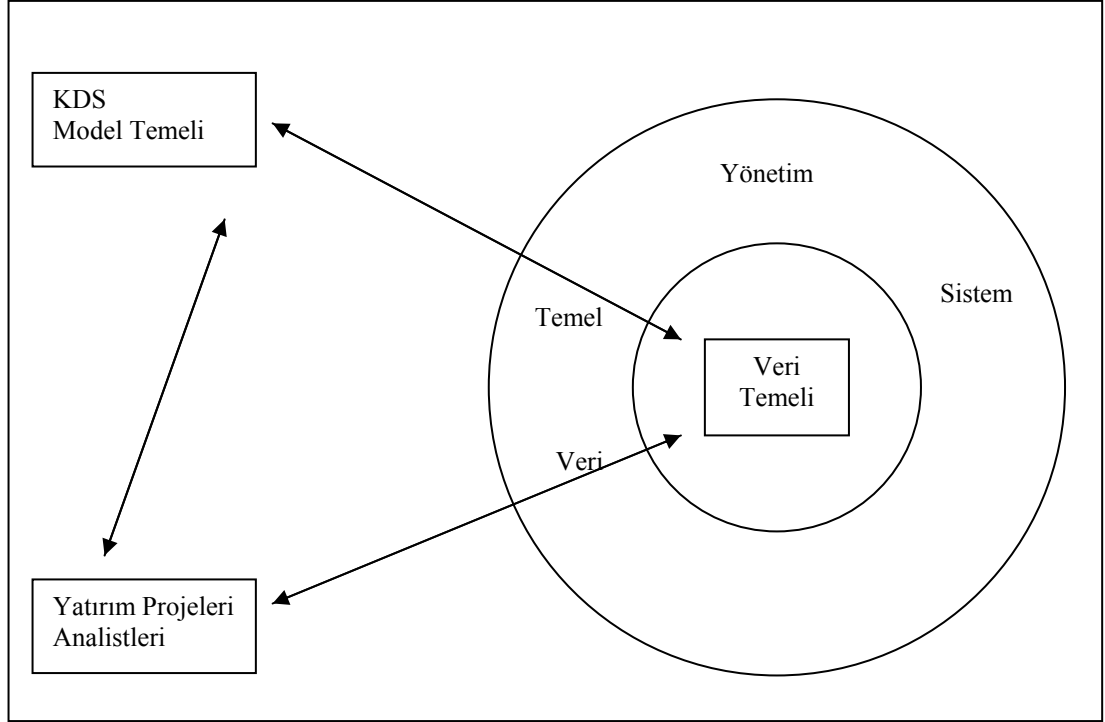 KDS
Model Temeli
Yönetim
Sistem
Temel
Veri
Temeli
Veri
Yatırım Projeleri
Analistleri